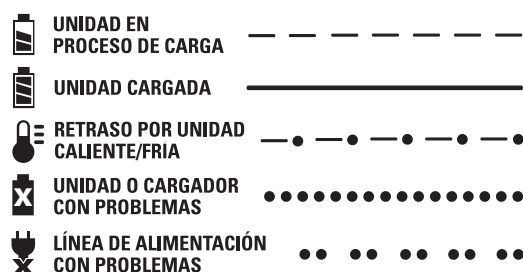 UNIDAD EN
PROCESO DE CARGA
UNIDAD CARGADA
RETRASO POR UNIDAD
CALIENTE/FRIA
UNIDAD O CARGADOR
CON PROBLEMAS
LÍNEA DE ALIMENTACIÓN
CON PROBLEMAS